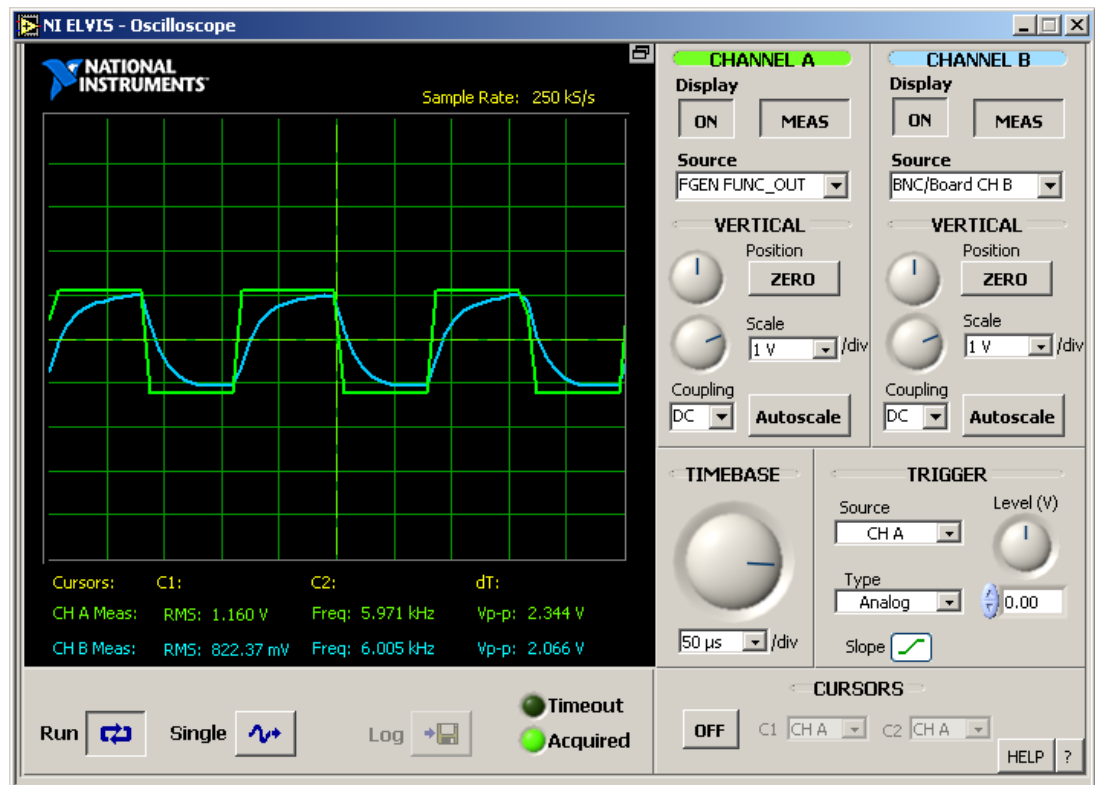 NI ELVIS - Oscilloscope
NATIONAL
INSTRUMENTS™
Sample Rate: 250 kS/s
Cursors: C1: C2: dT:
CH A Meas: RMS: 1.160 V Freq: 5.971 kHz Vp-p: 2.344 V
CH B Meas: RMS: 822.37 mV Freq: 6.005 kHz Vp-p: 2.066 V
CHANNEL A
Display
ON MEAS
Source
FGEN FUNC_OUT
VERTICAL
Position
ZERO
Scale
1 V /div
Coupling
DC Autoscale
CHANNEL B
Display
ON MEAS
Source
BNC/Board CH B
VERTICAL
Position
ZERO
Scale
1 V /div
Coupling
DC Autoscale
TIMEBASE
50 µs /div
TRIGGER
Source
CH A
Level (V)
Type
Analog
0.00
Slope
Run Single Log
Timeout
Acquired
CURSORS
OFF C1 CH A C2 CH A
HELP ?